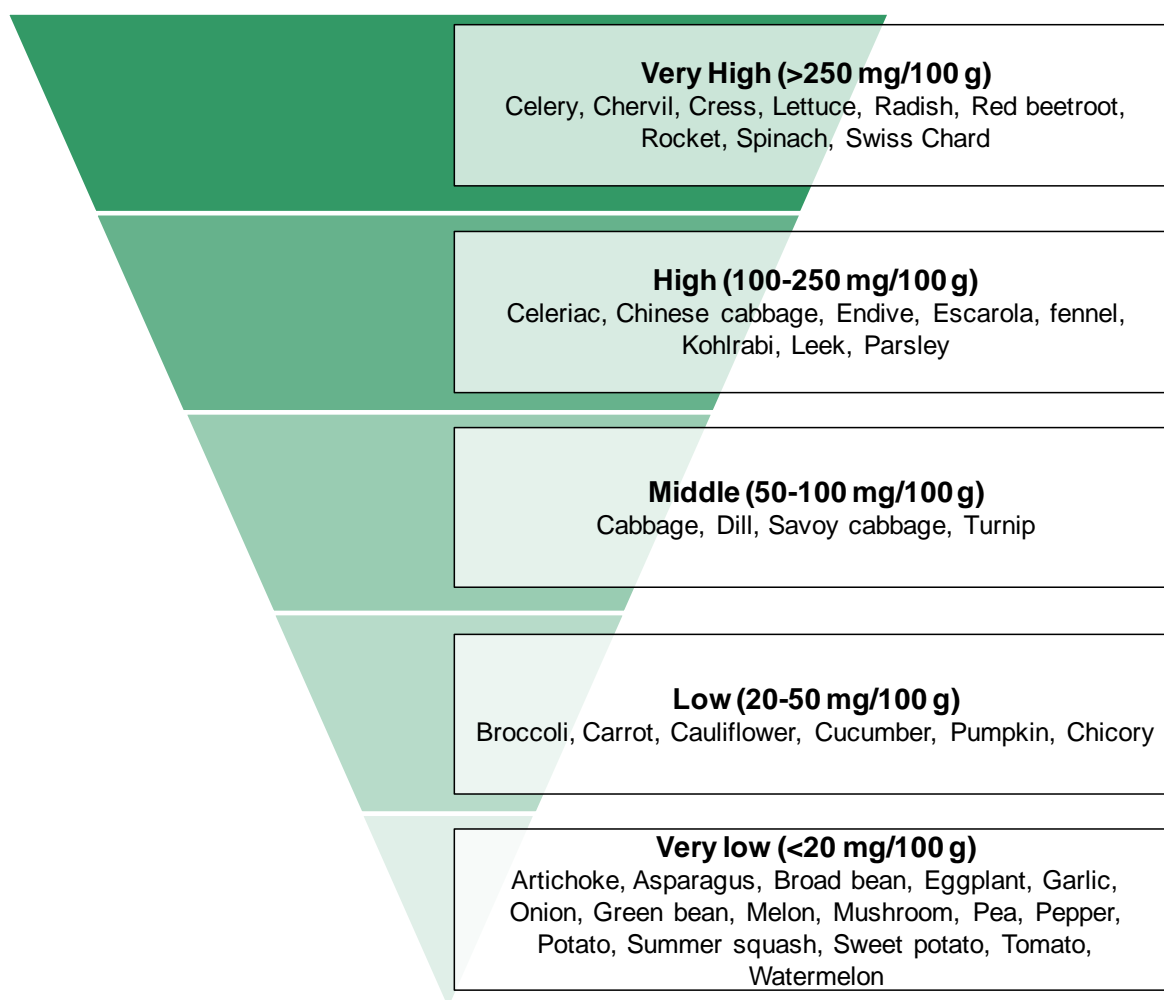 Very High (>250 mg/100 g)
Celery, Chervil, Cress, Lettuce, Radish, Red beetroot,
Rocket, Spinach, Swiss Chard
High (100-250 mg/100 g)
Celeriac, Chinese cabbage, Endive, Escarola, fennel,
Kohlrabi, Leek, Parsley
Middle (50-100 mg/100 g)
Cabbage, Dill, Savoy cabbage, Turnip
Low (20-50 mg/100 g)
Broccoli, Carrot, Cauliflower, Cucumber, Pumpkin, Chicory
Very low (<20 mg/100 g)
Artichoke, Asparagus, Broad bean, Eggplant, Garlic,
Onion, Green bean, Melon, Mushroom, Pea, Pepper,
Potato, Summer squash, Sweet potato, Tomato,
Watermelon